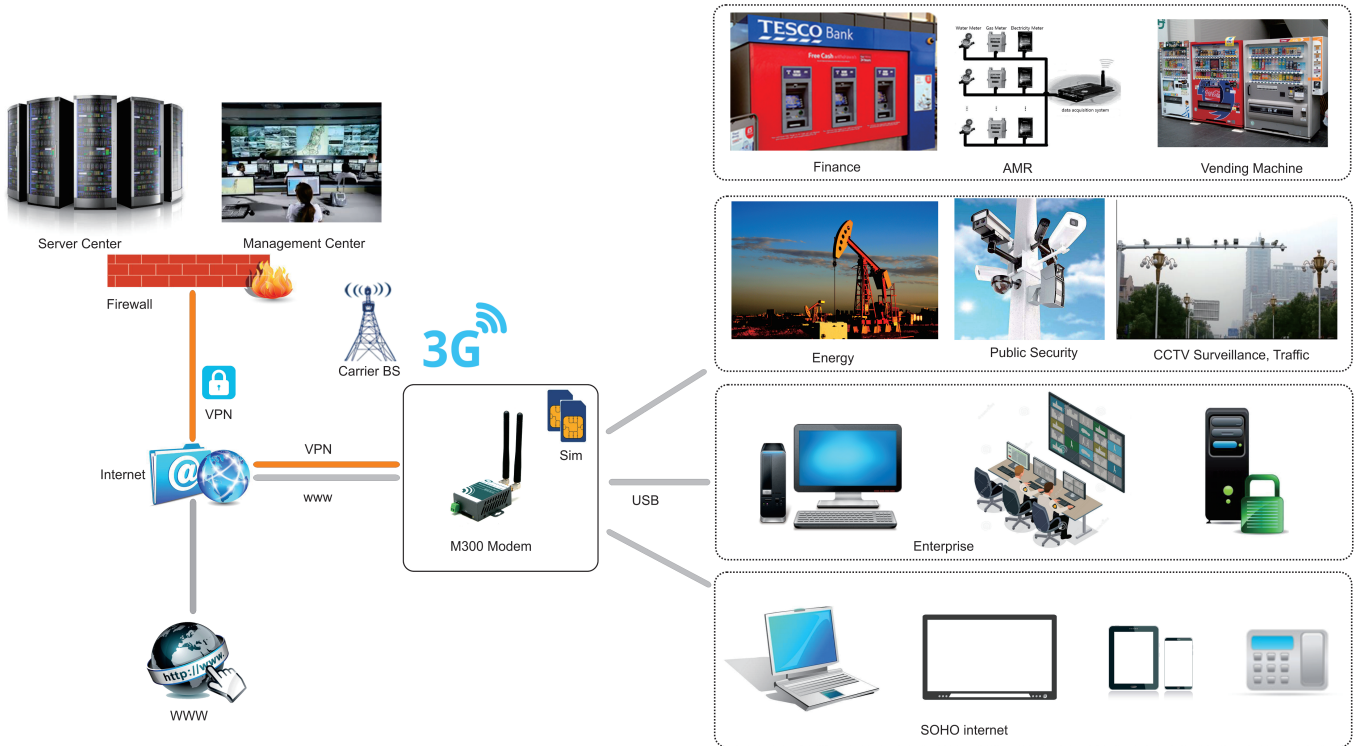 TESCO Bank
Free Cash
Water Meter
Gas Meter
Electricity Meter
data acquisition system
Finance
AMR
Vending Machine
Server Center
Management Center
Firewall
Carrier BS
3G
Energy
Public Security
CCTV Surveillance, Traffic
VPN
Internet
@
VPN
www
Sim
M300 Modem
USB
Enterprise
http://www.
WWW
SOHO internet